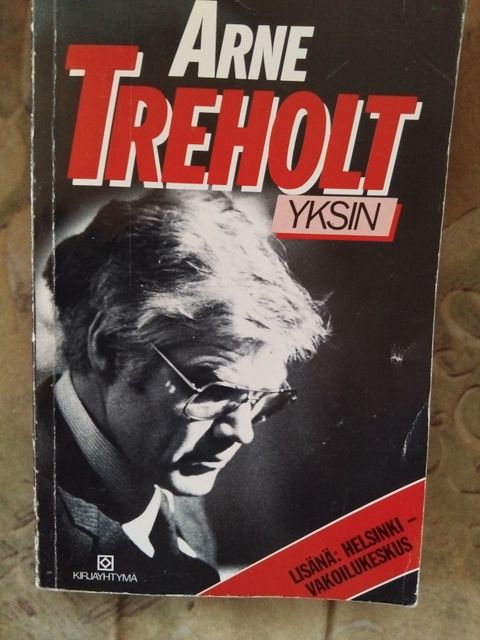 ARNE
TREHOLT
YKSIN
LISÄNÄ: HELSINKI –
VAKOILUKESKUS
KIRJAYHTYMÄ